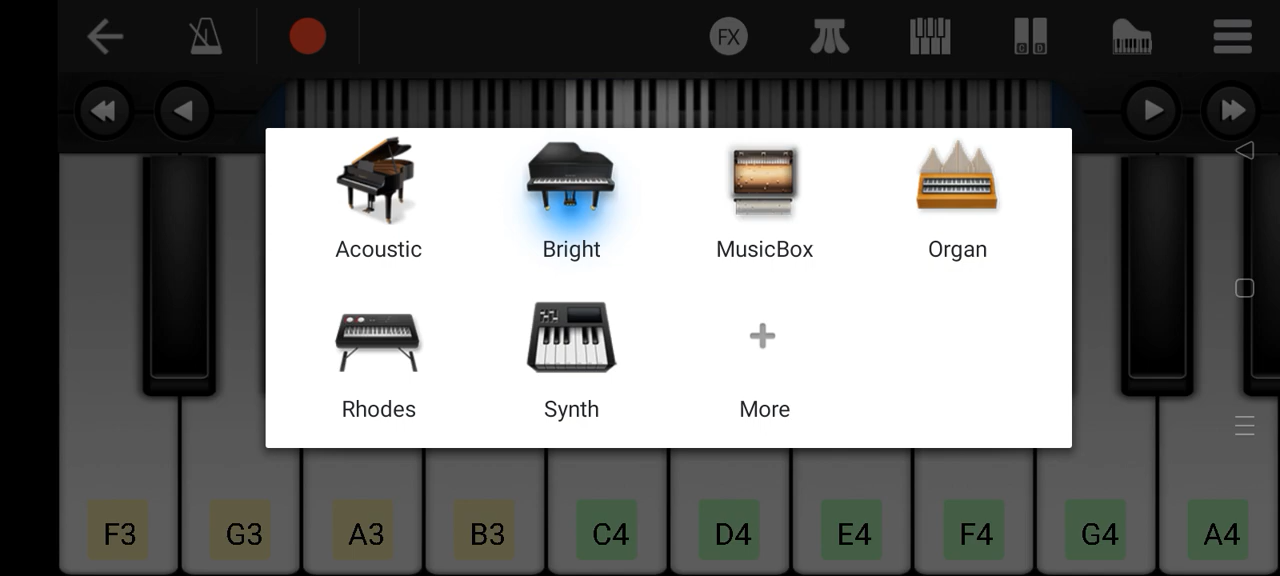 FX
Acoustic Bright MusicBox Organ
Rhodes Synth More
F3 G3 A3 B3 C4 D4 E4 F4 G4 A4